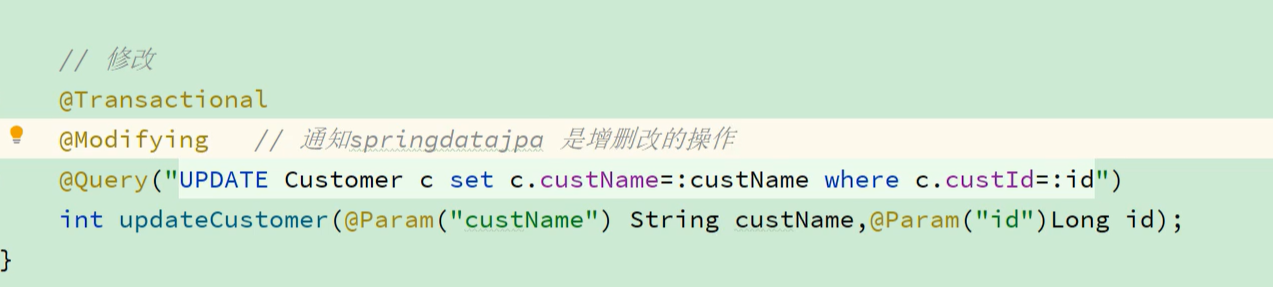 // 修改
@Transactional
@Modifying // 通知springdatajpa 是增删改的操作
@Query("UPDATE Customer c set c.custName=:custName where c.custId=:id")
int updateCustomer(@Param("custName") String custName,@Param("id")Long id);
}